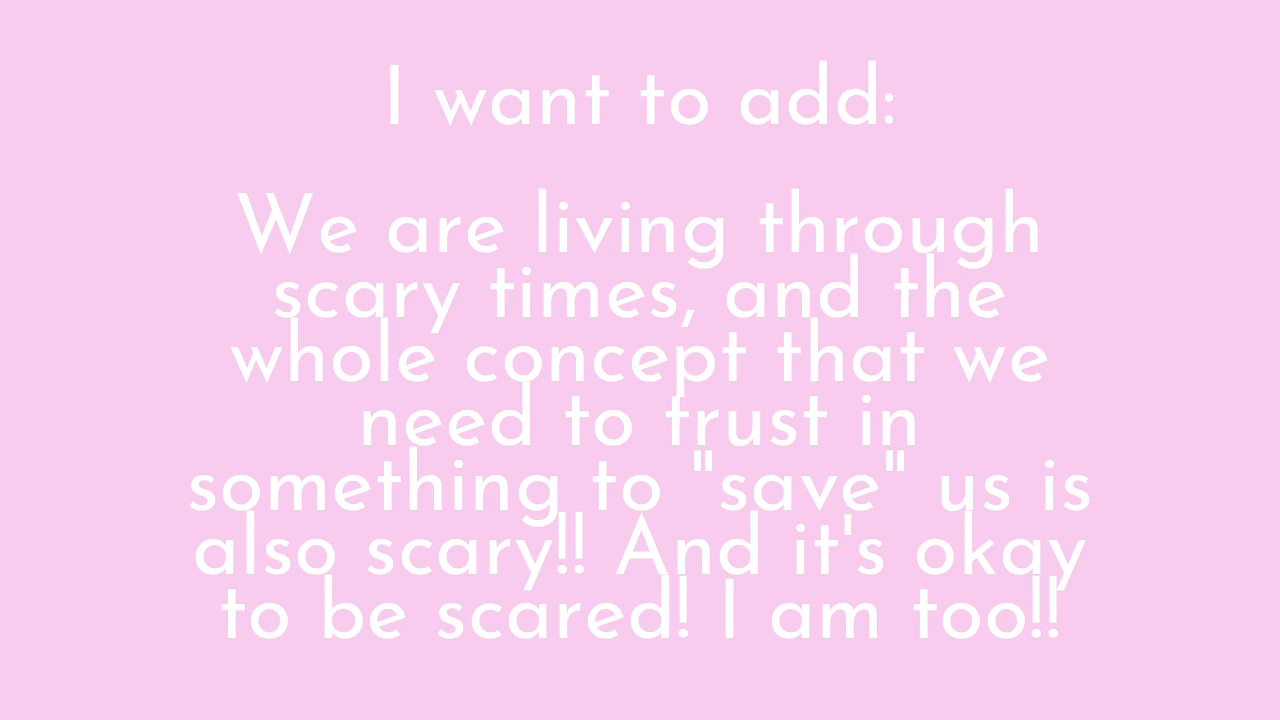 I want to add:
We are living through
scary times, and the
whole concept that we
need to trust in
something to "save" us is
also scary!! And it's okay
to be scared! I am too!!